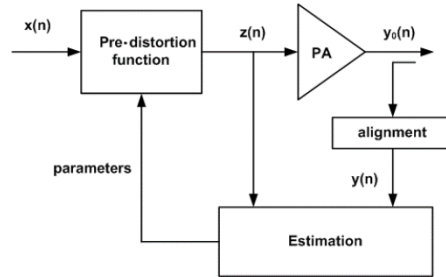 x(n)
Pre-distortion
function
z(n)
PA
y₀(n)
alignment
parameters
y(n)
Estimation